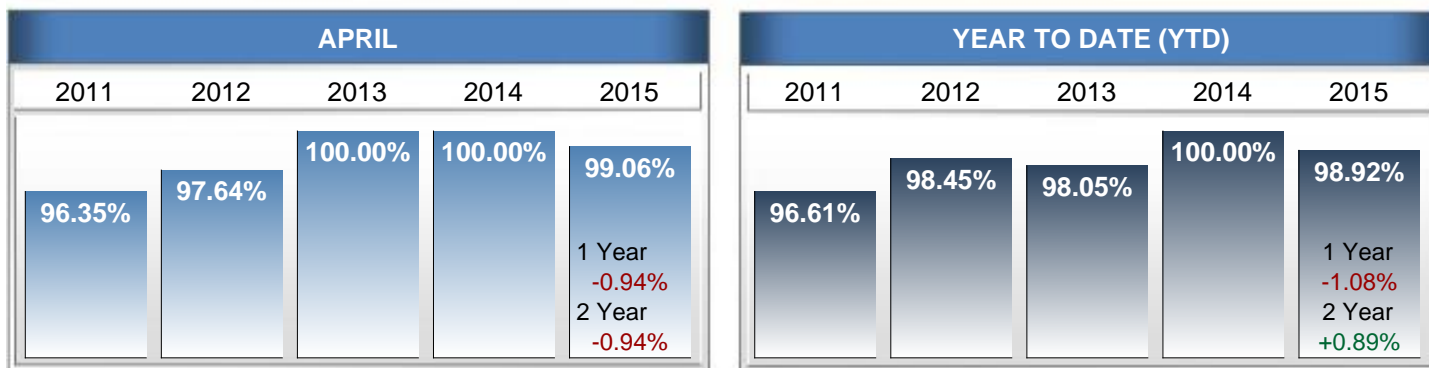 APRIL
2011 2012 2013 2014 2015
96.35% 97.64% 100.00% 100.00% 99.06%
1 Year
-0.94%
2 Year
-0.94%
YEAR TO DATE (YTD)
2011 2012 2013 2014 2015
96.61% 98.45% 98.05% 100.00% 98.92%
1 Year
-1.08%
2 Year
+0.89%